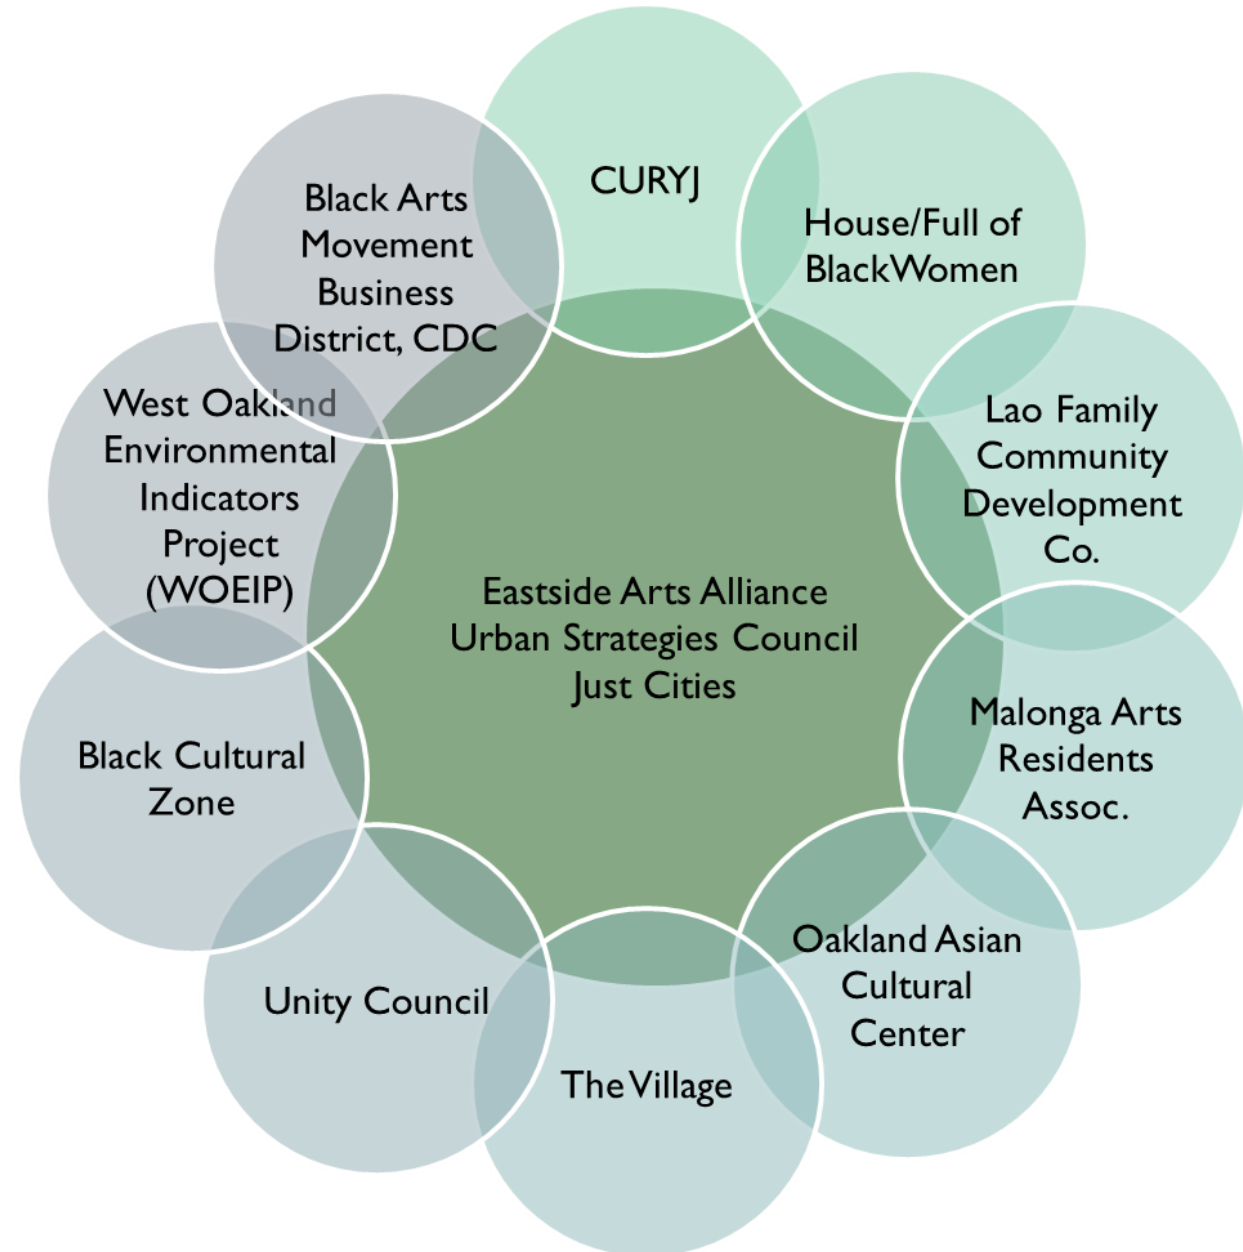 CURYJ
House/Full of
BlackWomen
Lao Family
Community
Development
Co.
Malonga Arts
Residents
Assoc.
Oakland Asian
Cultural
Center
The Village
Unity Council
Black Cultural
Zone
West Oakland
Environmental
Indicators
Project
(WOEIP)
Black Arts
Movement
Business
District, CDC
Eastside Arts Alliance
Urban Strategies Council
Just Cities